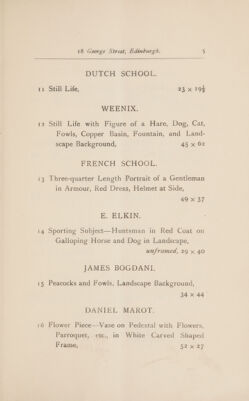 18 George Street, Edinburgh. 5
DUTCH SCHOOL.
11 Still Life, 23 × 19½
WEENIX.
12 Still Life with Figure of a Hare, Dog, Cat,
Fowls, Copper Basin, Fountain, and Land-
scape Background, 45 × 62
FRENCH SCHOOL.
13 Three-quarter Length Portrait of a Gentleman
in Armour, Red Dress, Helmet at Side,
49 × 37
E. ELKIN.
14 Sporting Subject—Huntsman in Red Coat on
Galloping Horse and Dog in Landscape,
unframed, 29 × 40
JAMES BOGDANI.
15 Peacocks and Fowls, Landscape Background,
34 × 44
DANIEL MAROT.
16 Flower Piece—Vase on Pedestal with Flowers,
Parroquet, etc., in White Carved Shaped
Frame, 52 × 27